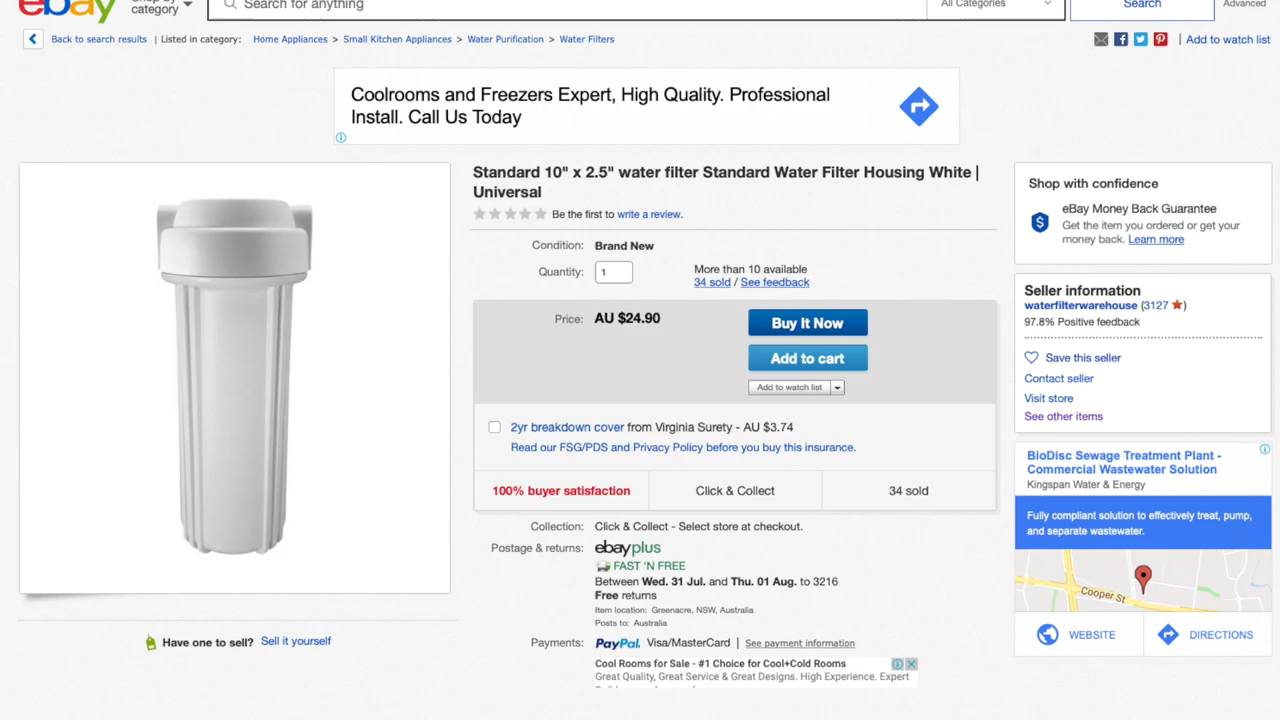 ebay
Shop by
category
Search for anything
All Categories
Search
Advanced
Back to search results | Listed in category: Home Appliances > Small Kitchen Appliances > Water Purification > Water Filters
| Add to watch list
Coolrooms and Freezers Expert, High Quality. Professional
Install. Call Us Today
Standard 10" x 2.5" water filter Standard Water Filter Housing White |
Universal
Be the first to write a review.
Condition: Brand New
Quantity: 1
More than 10 available
34 sold / See feedback
Price: AU $24.90
Buy It Now
Add to cart
Add to watch list
2yr breakdown cover from Virginia Surety - AU $3.74
Read our FSG/PDS and Privacy Policy before you buy this insurance.
100% buyer satisfaction
Click & Collect
34 sold
Collection: Click & Collect - Select store at checkout.
Postage & returns: ebayplus
FAST 'N FREE
Between Wed. 31 Jul. and Thu. 01 Aug. to 3216
Free returns
Item location: Greenacre, NSW, Australia
Posts to: Australia
Payments: PayPal Visa/MasterCard | See payment information
Cool Rooms for Sale - #1 Choice for Cool+Cold Rooms
Great Quality, Great Service & Great Designs. High Experience. Expert
Have one to sell? Sell it yourself
Shop with confidence
eBay Money Back Guarantee
Get the item you ordered or get your
money back. Learn more
Seller information
waterfilterwarehouse (3127 )
97.8% Positive feedback
Save this seller
Contact seller
Visit store
See other items
BioDisc Sewage Treatment Plant -
Commercial Wastewater Solution
Kingspan Water & Energy
Fully compliant solution to effectively treat, pump,
and separate wastewater.
Cooper St
WEBSITE
DIRECTIONS